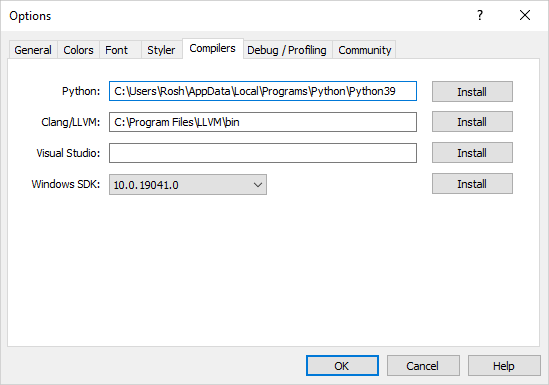 Options
General Colors Font Styler Compilers Debug / Profiling Community
Python: C:\Users\Rosh\AppData\Local\Programs\Python\Python39 Install
Clang/LLVM: C:\Program Files\LLVM\bin Install
Visual Studio: Install
Windows SDK: 10.0.19041.0 Install
OK Cancel Help